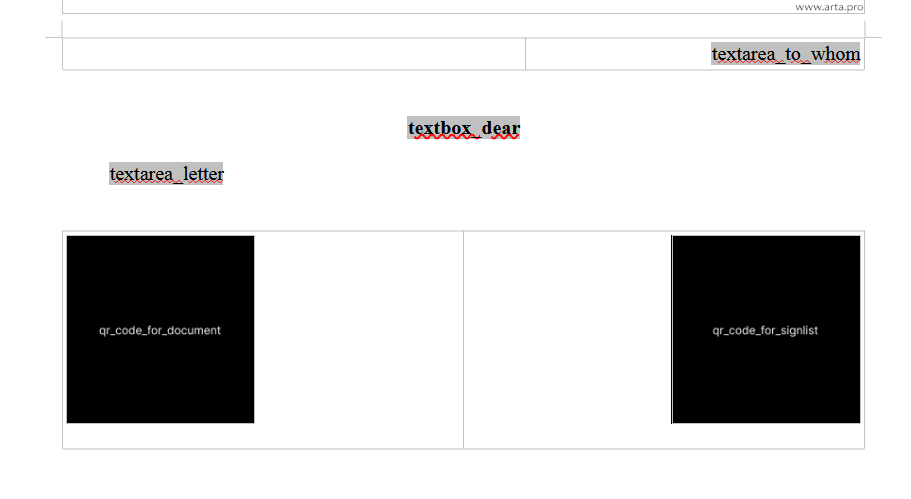 www.arta.pro
textarea_to_whom
textbox_dear
textarea_letter
qr_code_for_document
qr_code_for_signlist